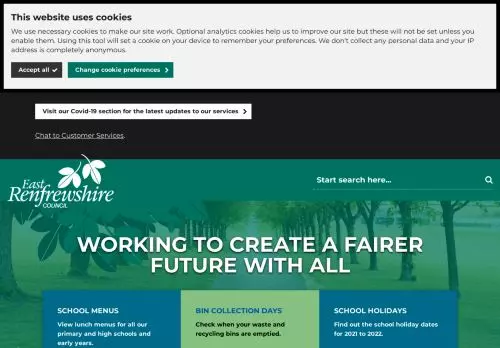 This website uses cookies
We use necessary cookies to make our site work. Optional analytics cookies help us to improve our site but these will not be set unless you
enable them. Using this tool will set a cookie on your device to remember your preferences. We don't collect any personal data and your IP
address is completely anonymous.
Accept all
Change cookie preferences
Visit our Covid-19 section for the latest updates to our services
Chat to Customer Services.
East
Renfrewshire
COUNCIL
Start search here...
WORKING TO CREATE A FAIRER
FUTURE WITH ALL
SCHOOL MENUS
View lunch menus for all our
primary and high schools and
early years.
BIN COLLECTION DAYS
Check when your waste and
recycling bins are emptied.
SCHOOL HOLIDAYS
Find out the school holiday dates
for 2021 to 2022.